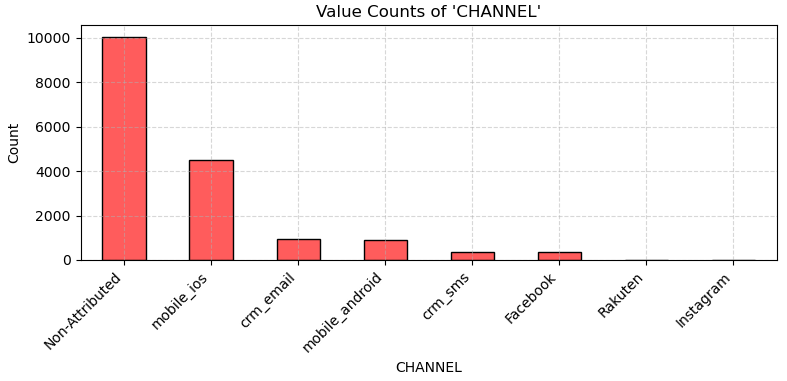 Value Counts of 'CHANNEL'
Count
10000
8000
6000
4000
2000
0
Non-Attributed
mobile_ios
crm_email
mobile_android
crm_sms
Facebook
Rakuten
Instagram
CHANNEL